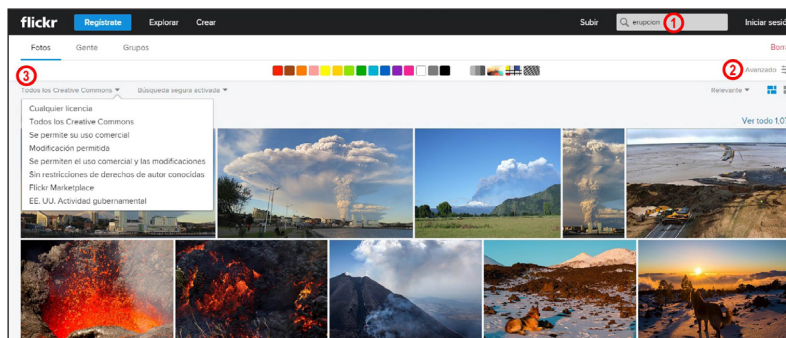 flickr Regístrate Explorar Crear Subir erupcion 1 Iniciar sesió
Fotos Gente Grupos Borra
3 2 Avanzado
Todos los Creative Commons Búsqueda segura activada Relevante
Cualquier licencia
Todos los Creative Commons
Se permite su uso comercial
Modificación permitida
Se permiten el uso comercial y las modificaciones
Sin restricciones de derechos de autor conocidas
Flickr Marketplace
EE. UU. Actividad gubernamental
Ver todo 1,07